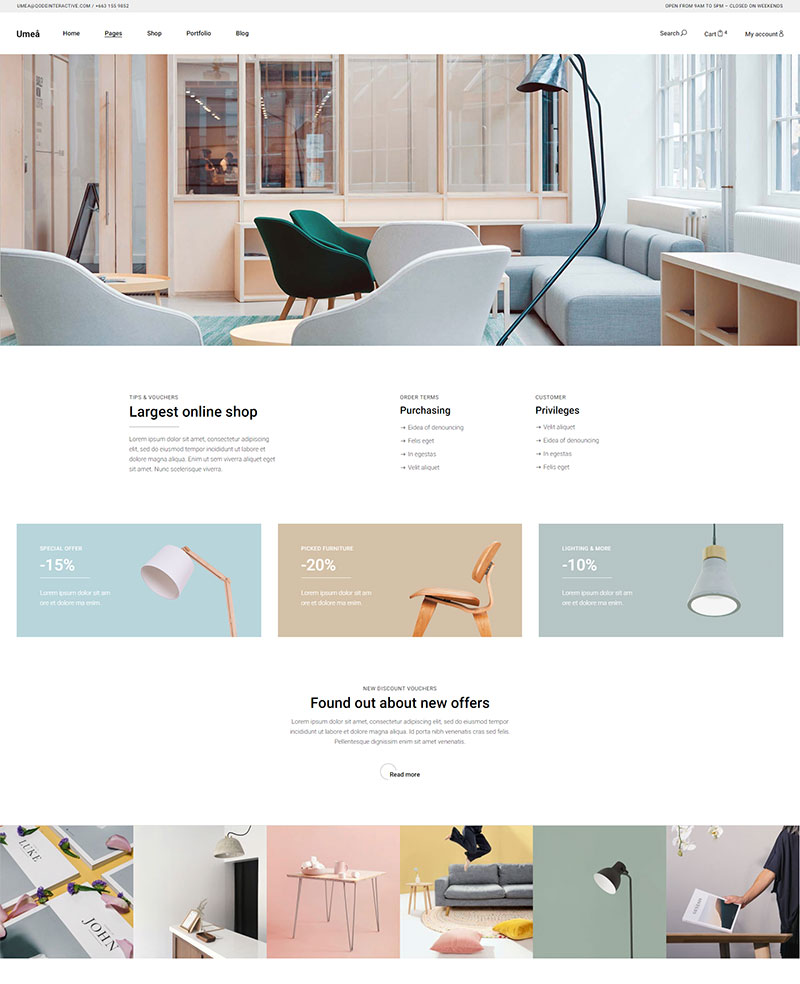 UMEA@QODEINTERACTIVE.COM / +663 155 9852
OPEN FROM 9AM TO 5PM – CLOSED ON WEEKENDS
Umeå
Home
Pages
Shop
Portfolio
Blog
Search
Cart 4
My account
TIPS & VOUCHERS
Largest online shop
Lorem ipsum dolor sit amet, consectetur adipiscing
elit, sed do eiusmod tempor incididunt ut labore et
dolore magna aliqua. Enim ut sem viverra aliquet eget
sit amet. Nunc scelerisque viverra.
ORDER TERMS
Purchasing
→ Eidea of denouncing
→ Felis eget
→ In egestas
→ Velit aliquet
CUSTOMER
Privileges
→ Velit aliquet
→ Eidea of denouncing
→ In egestas
→ Felis eget
SPECIAL OFFER
-15%
Lorem ipsum dolor sit am
ore et dolore ma enim.
PICKED FURNITURE
-20%
Lorem ipsum dolor sit am
ore et dolore ma enim.
LIGHTING & MORE
-10%
Lorem ipsum dolor sit am
ore et dolore ma enim.
NEW DISCOUNT VOUCHERS
Found out about new offers
Lorem ipsum dolor sit amet, consectetur adipiscing elit, sed do eiusmod tempor
incididunt ut labore et dolore magna aliqua. Id porta nibh venenatis cras sed felis.
Pellentesque dignissim enim sit amet venenatis.
Read more
LUKE
JOHN